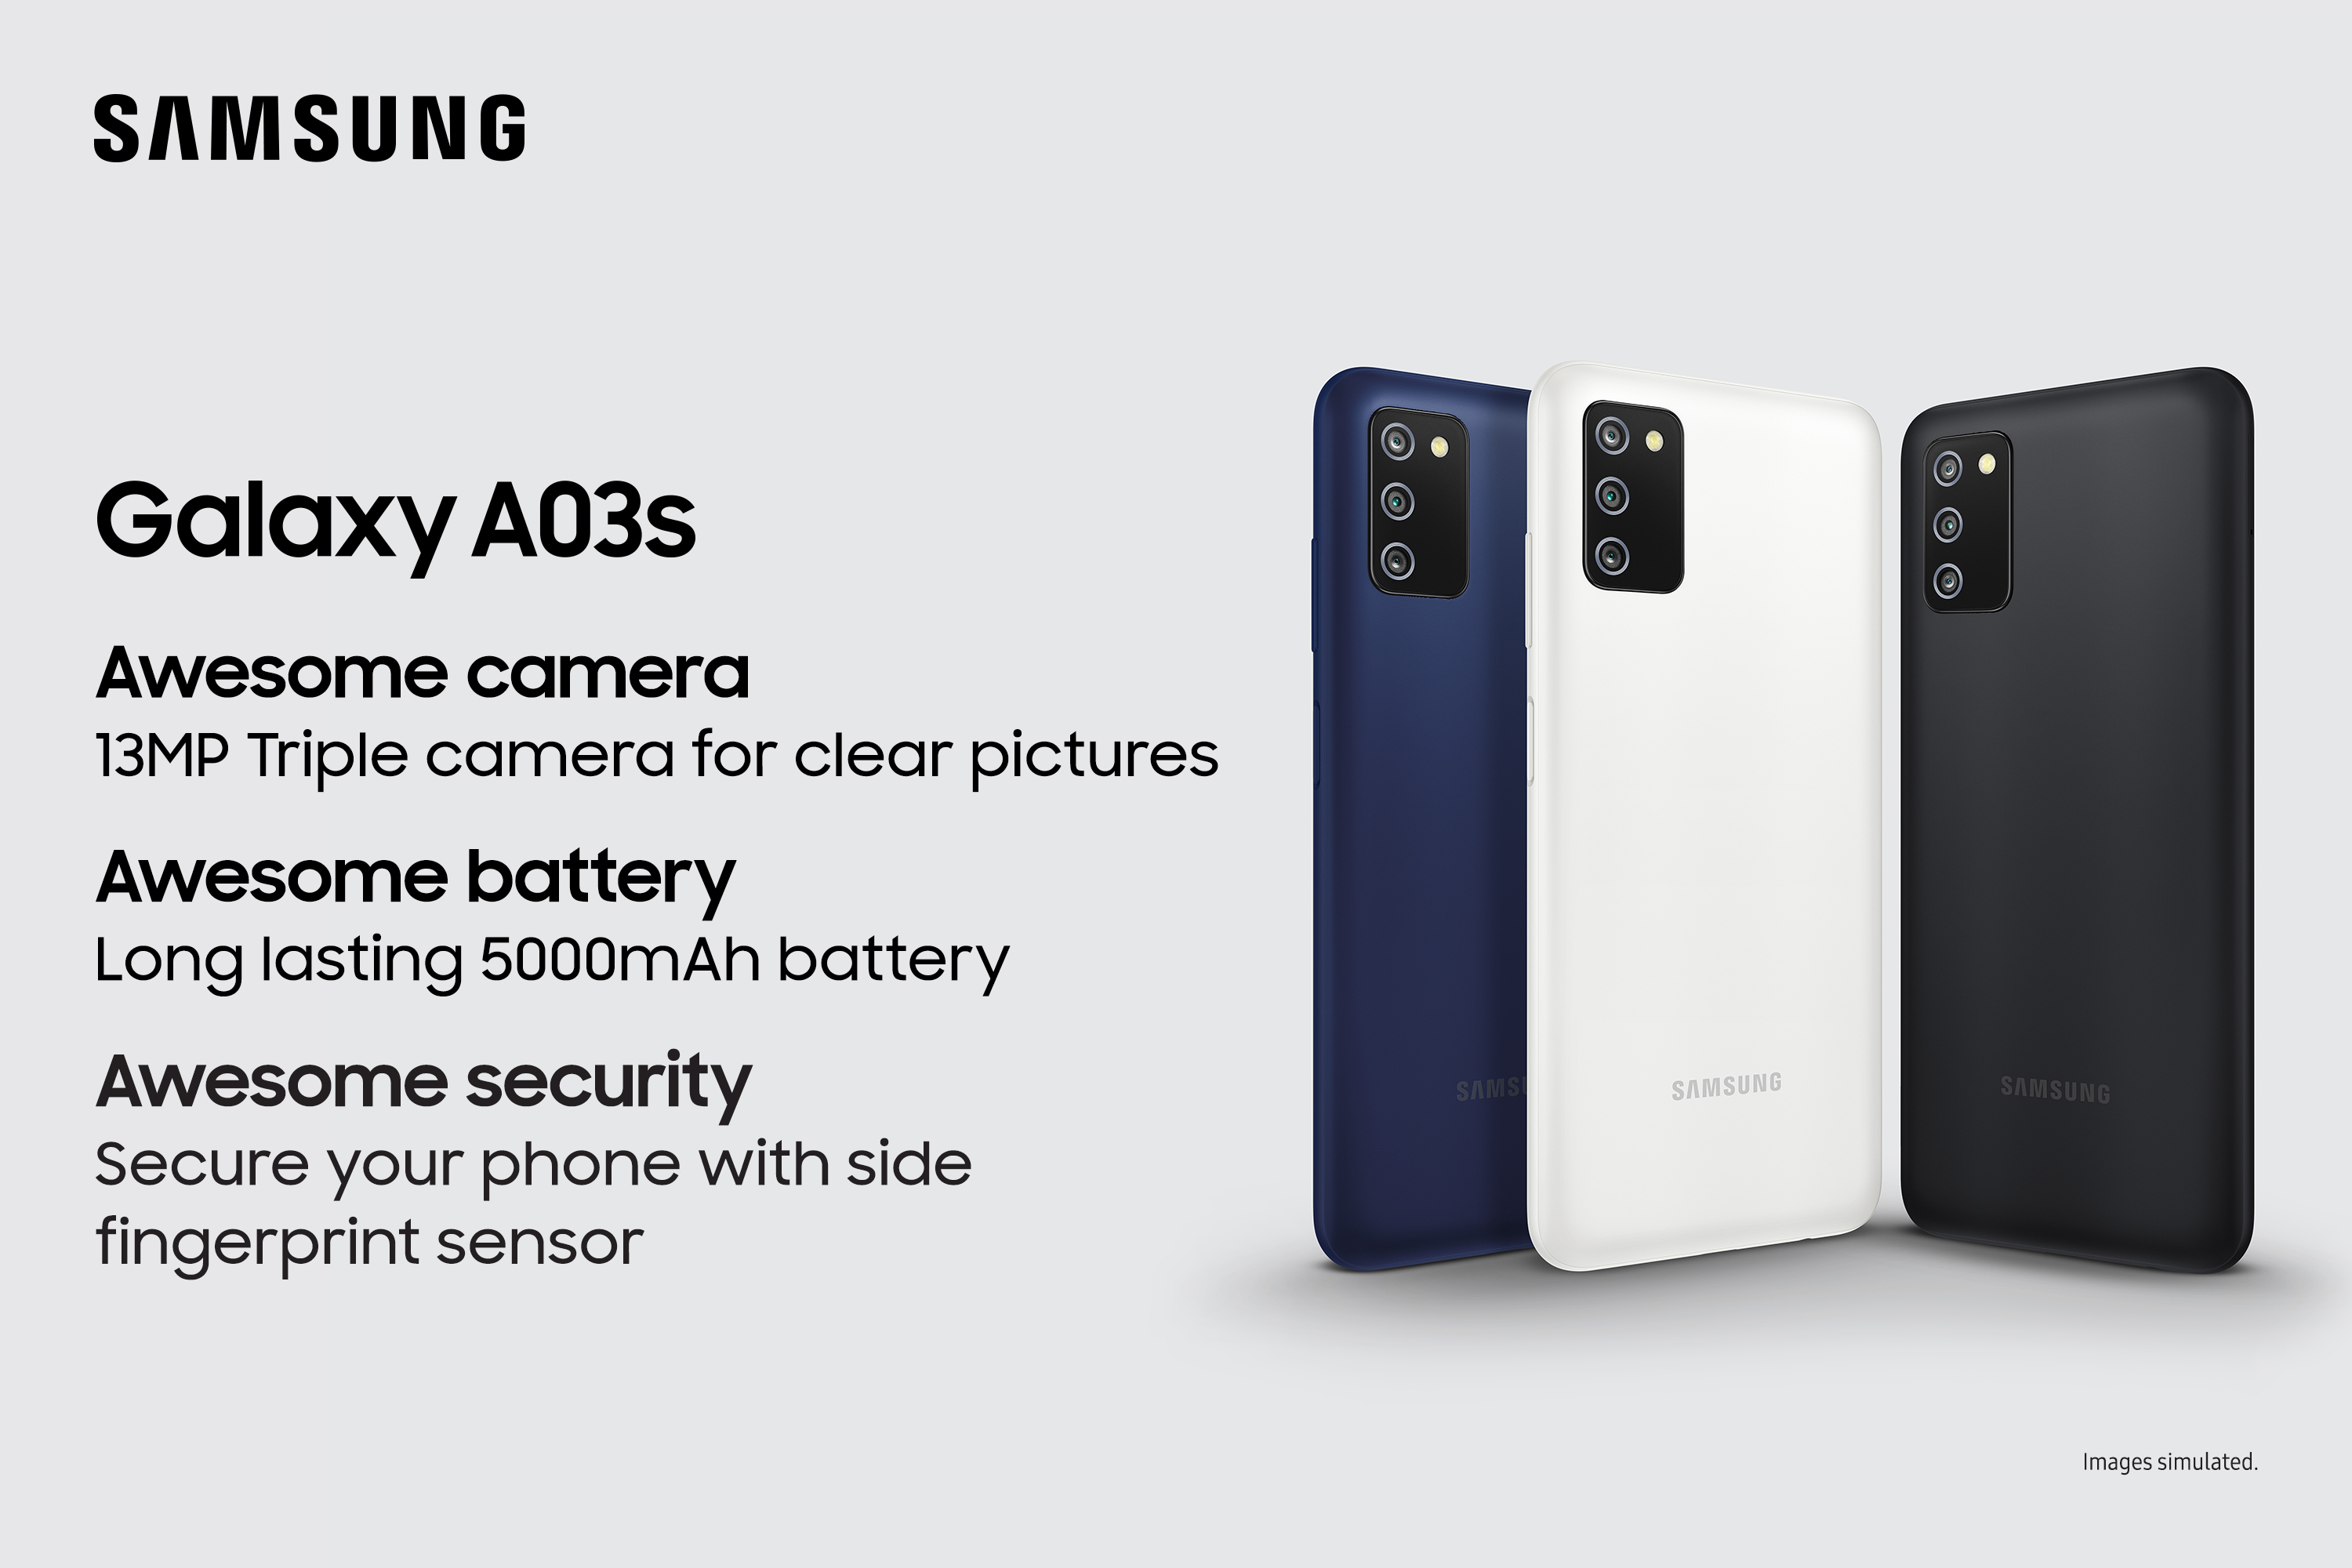 SAMSUNG
Galaxy A03s
Awesome camera
13MP Triple camera for clear pictures
Awesome battery
Long lasting 5000mAh battery
Awesome security
Secure your phone with side
fingerprint sensor
SAMSU
SAMSUNG
SAMSUNG
Images simulated.